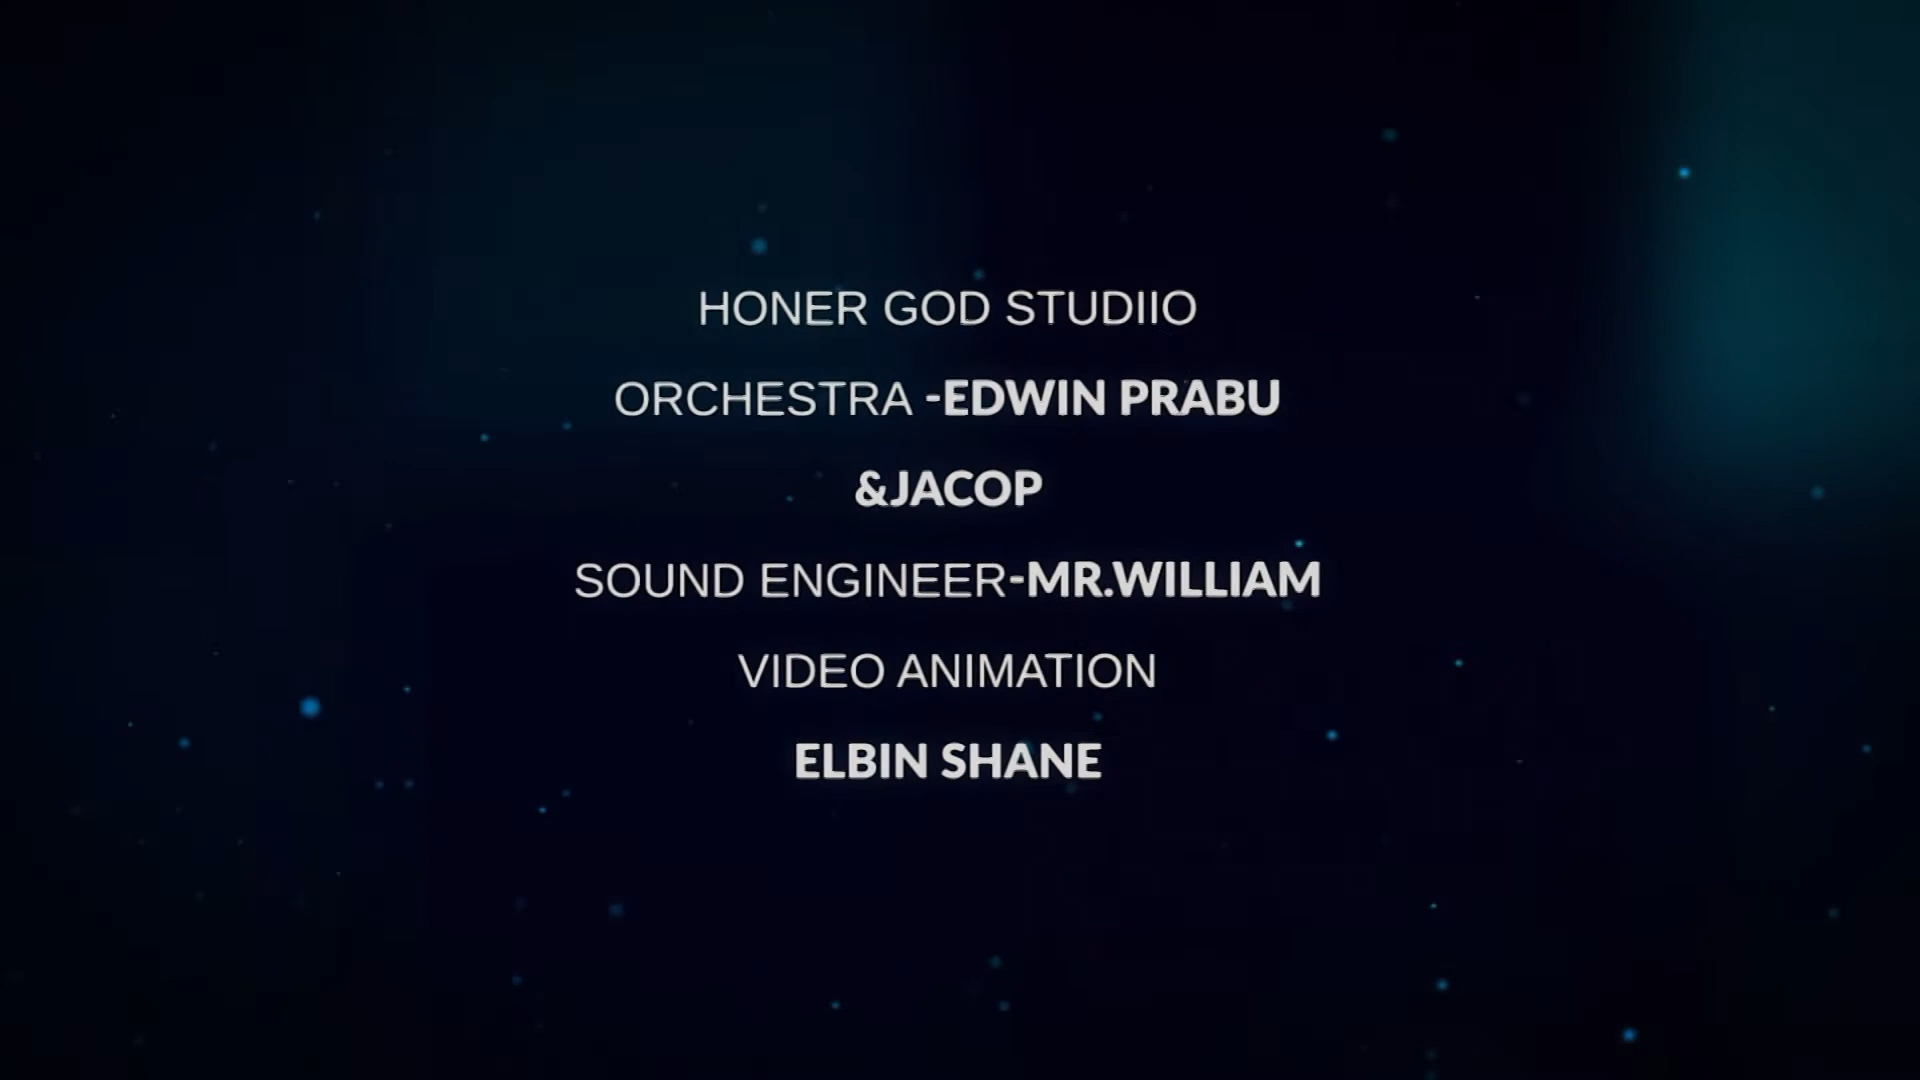 HONER GOD STUDIIO
ORCHESTRA -EDWIN PRABU
&JACOP
SOUND ENGINEER-MR.WILLIAM
VIDEO ANIMATION
ELBIN SHANE